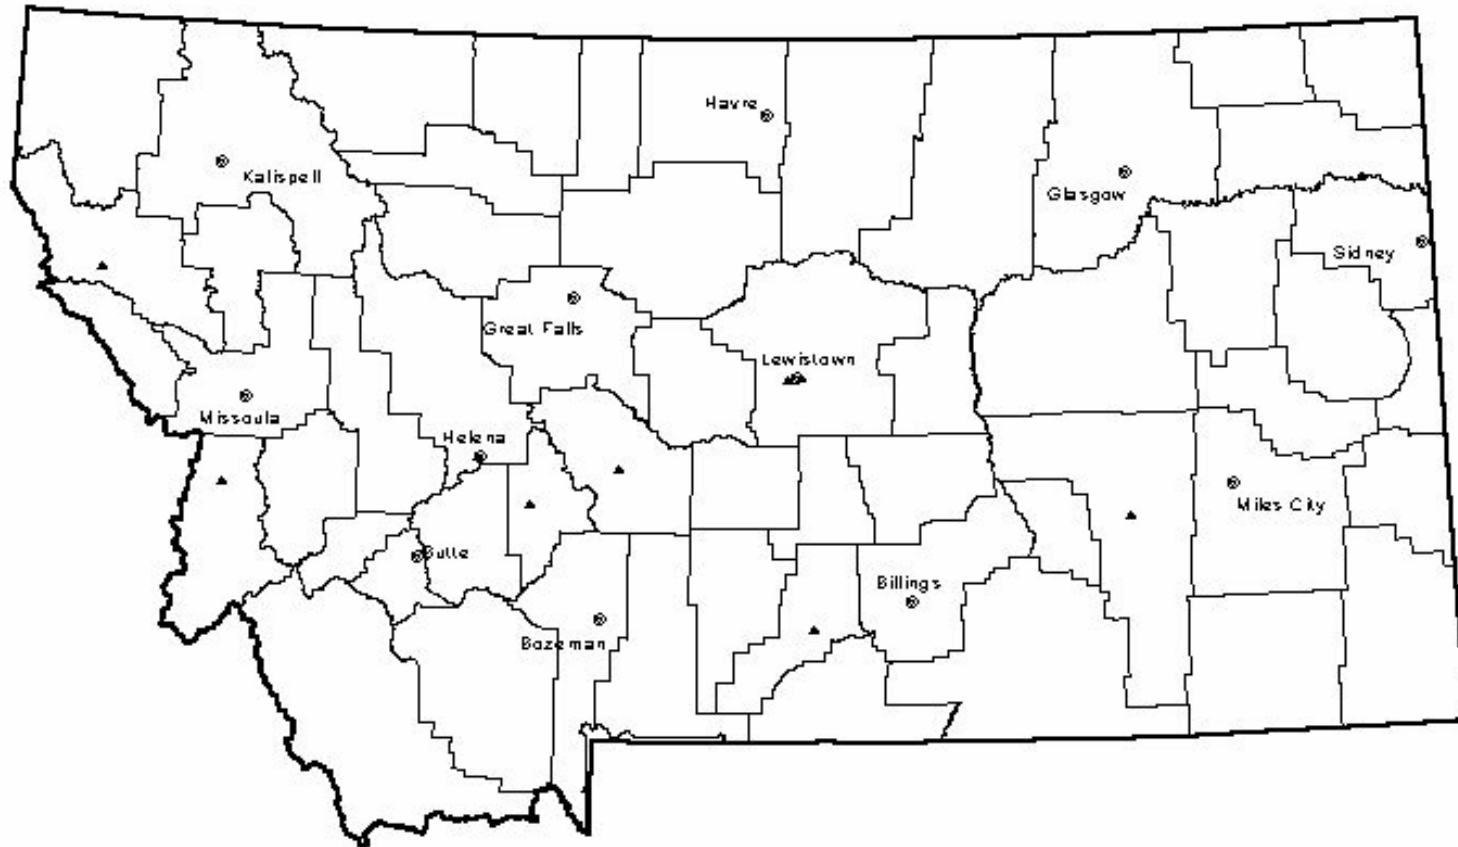 Havre
Kalispell
Glasgow
Sidney
Great Falls
Lewistown
Missoula
Helena
Miles City
Butte
Billings
Bozeman